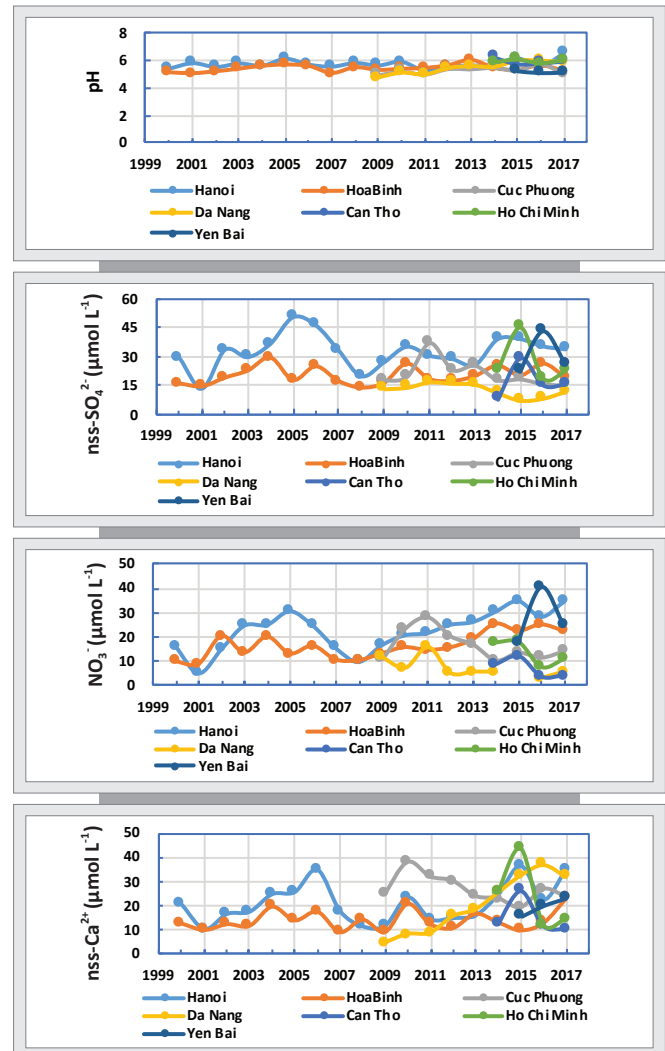 8
6
4
2
0
pH
1999 2001 2003 2005 2007 2009 2011 2013 2015 2017
Hanoi HoaBinh Cuc Phuong
Da Nang Can Tho Ho Chi Minh
Yen Bai
60
45
30
15
0
nss-SO₄²⁻ (µmol L⁻¹)
1999 2001 2003 2005 2007 2009 2011 2013 2015 2017
Hanoi HoaBinh Cuc Phuong
Da Nang Can Tho Ho Chi Minh
Yen Bai
50
40
30
20
10
0
NO₃⁻ (µmol L⁻¹)
1999 2001 2003 2005 2007 2009 2011 2013 2015 2017
Hanoi HoaBinh Cuc Phuong
Da Nang Can Tho Ho Chi Minh
Yen Bai
50
40
30
20
10
0
nss-Ca²⁺ (µmol L⁻¹)
1999 2001 2003 2005 2007 2009 2011 2013 2015 2017
Hanoi HoaBinh Cuc Phuong
Da Nang Can Tho Ho Chi Minh
Yen Bai